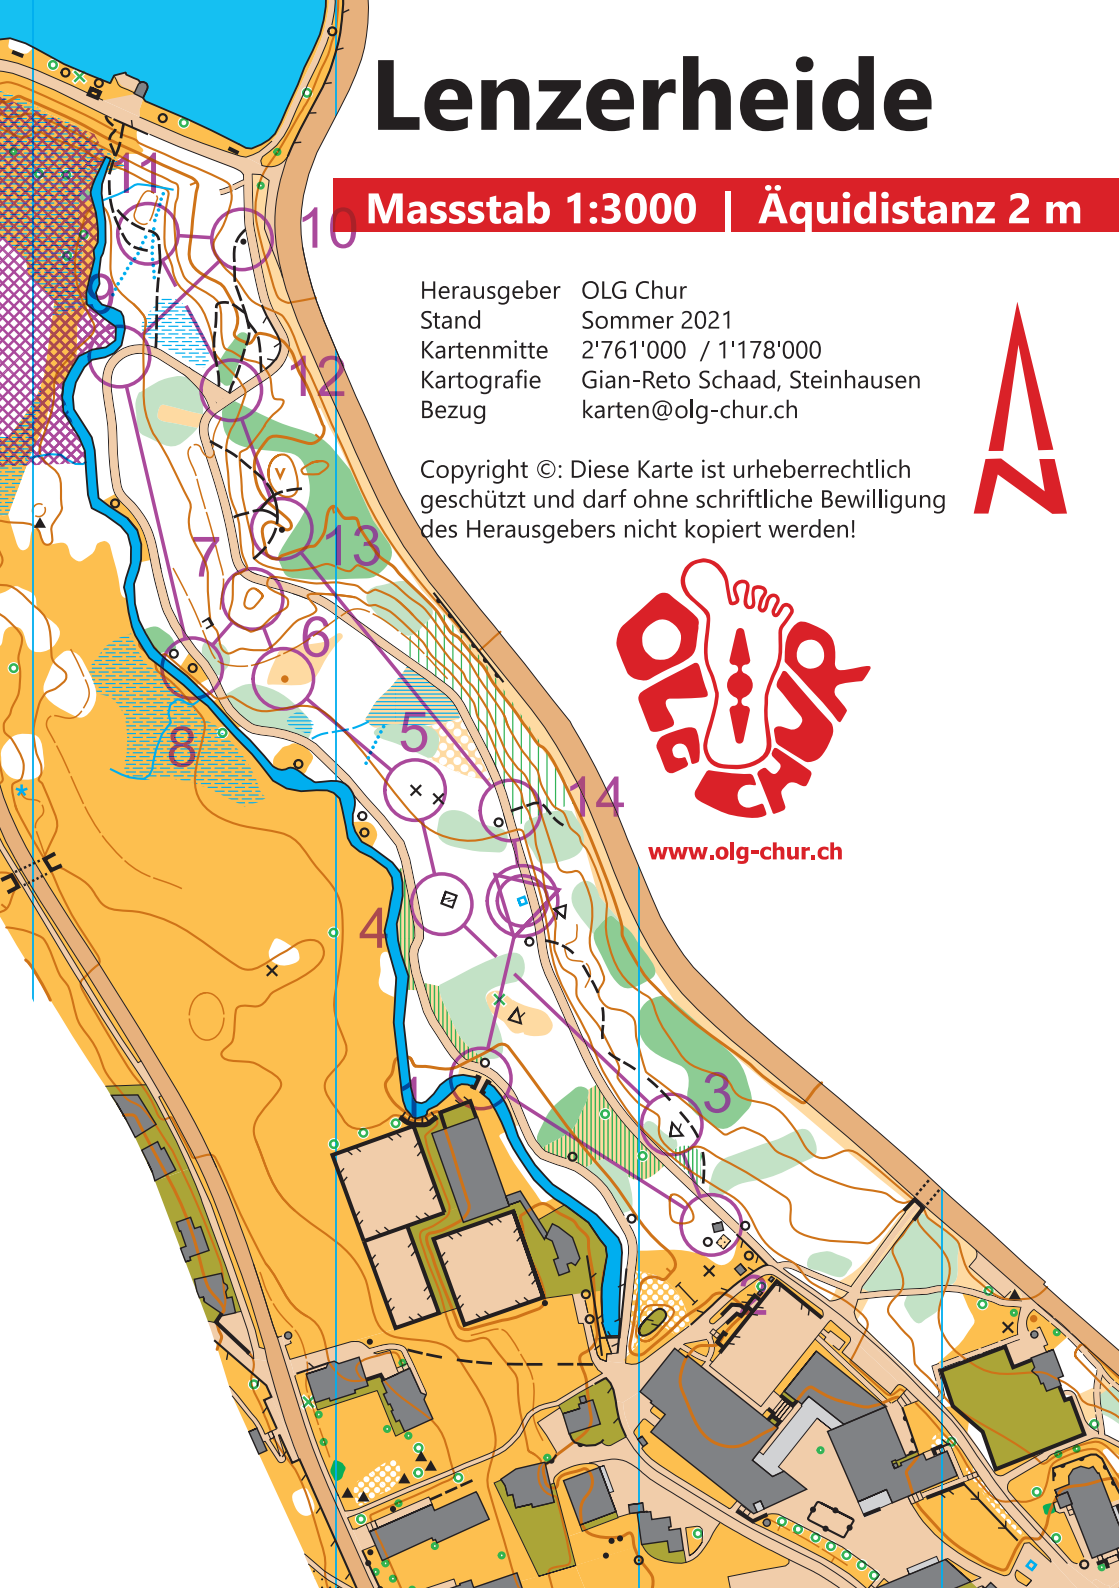 Lenzerheide
Massstab 1:3000 | Äquidistanz 2 m
Herausgeber OLG Chur
Stand Sommer 2021
Kartenmitte 2'761'000 / 1'178'000
Kartografie Gian-Reto Schaad, Steinhausen
Bezug karten@olg-chur.ch
Copyright ©: Diese Karte ist urheberrechtlich
geschützt und darf ohne schriftliche Bewilligung
des Herausgebers nicht kopiert werden!
N
OLG CHUR
www.olg-chur.ch
11
10
9
12
13
7
6
5
8
14
4
1
3
2